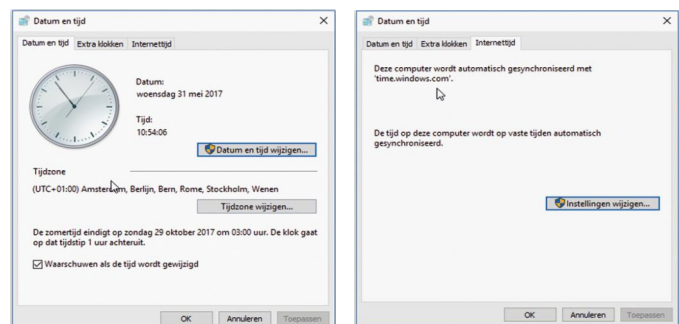 Datum en tijd
Datum en tijd Extra klokken Internettijd
Datum:
woensdag 31 mei 2017
Tijd:
10:54:06
Datum en tijd wijzigen...
Tijdzone
(UTC+01:00) Amsterdam, Berlijn, Bern, Rome, Stockholm, Wenen
Tijdzone wijzigen...
De zomertijd eindigt op zondag 29 oktober 2017 om 03:00 uur. De klok gaat
op dat tijdstip 1 uur achteruit.
Waarschuwen als de tijd wordt gewijzigd
OK Annuleren Toepassen
Datum en tijd
Datum en tijd Extra klokken Internettijd
Deze computer wordt automatisch gesynchroniseerd met
'time.windows.com'.
De tijd op deze computer wordt op vaste tijden automatisch
gesynchroniseerd.
Instellingen wijzigen...
OK Annuleren Toepassen